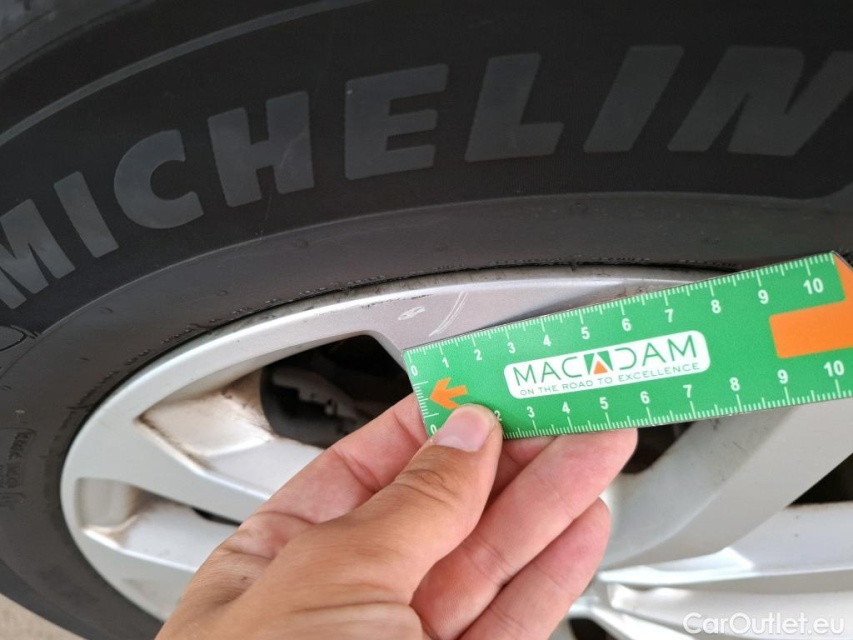 MICHELIN
0 1 2 3 4 5 6 7 8 9 10
MACADAM
ON THE ROAD TO EXCELLENCE
2 3 4 5 6 7 8 9 10
CarOutlet.eu